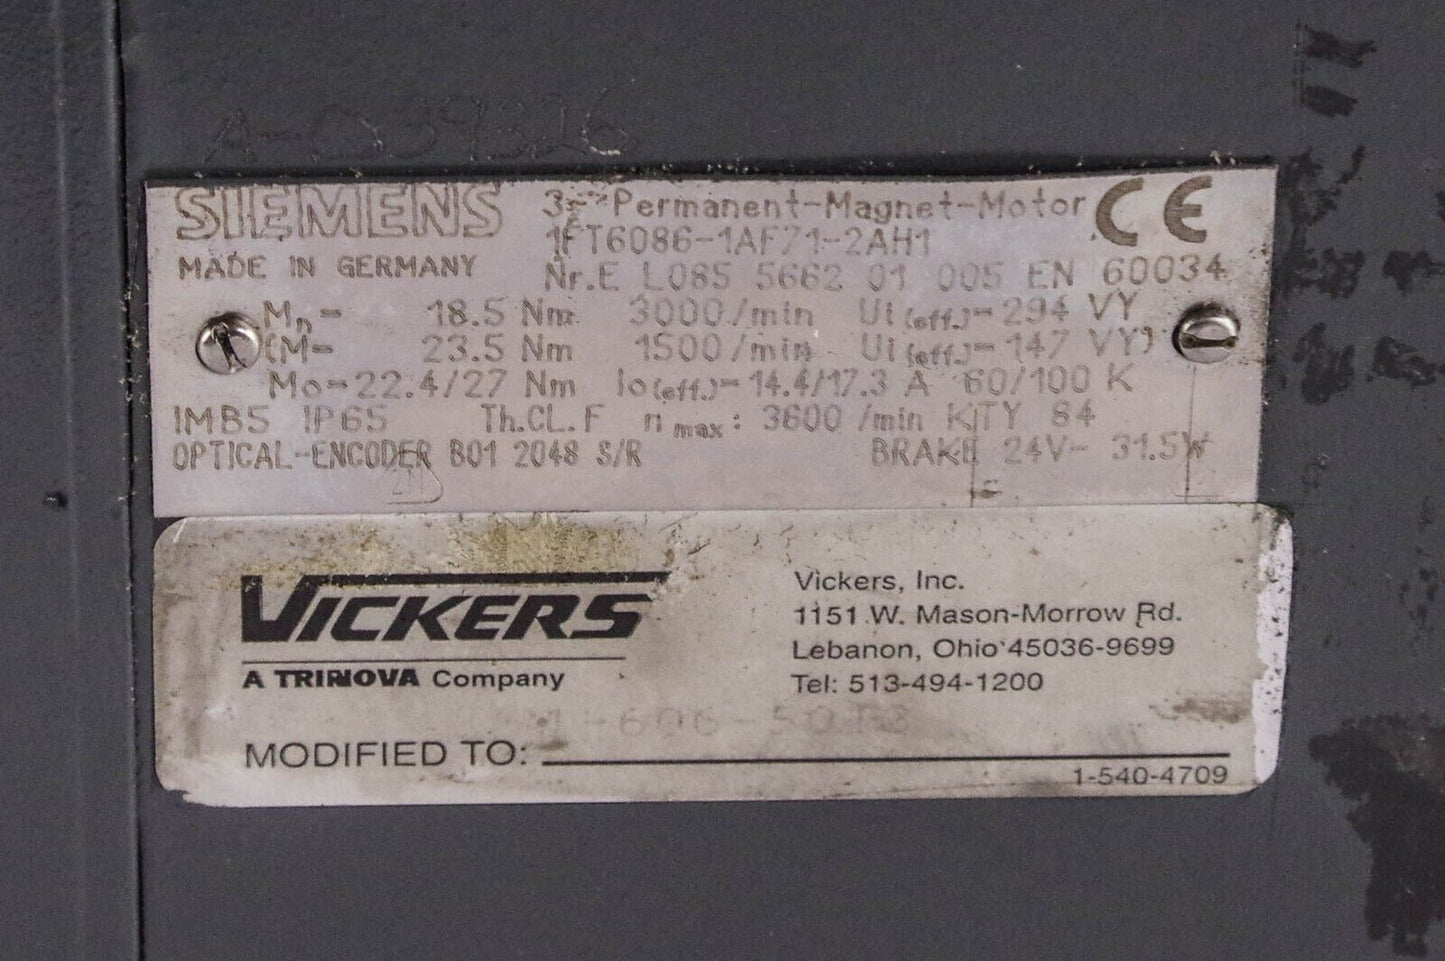 A-039326
SIEMENS
MADE IN GERMANY
3~ Permanent-Magnet-Motor CE
1FT6086-1AF71-2AH1
Nr.E L085 5662 01 005 EN 60034
Mn= 18.5 Nm 3000/min Ui(eff.)=294 VY
(M= 23.5 Nm 1500/min Ui(eff.)=147 VY)
Mo=22.4/27 Nm Io(eff.)=14.4/17.3 A 60/100 K
IMB5 IP65 Th.CL.F n max: 3600 /min KTY 84
OPTICAL-ENCODER B01 2048 S/R BRAKE 24V- 31.5W
VICKERS
A TRINOVA Company
Vickers, Inc.
1151 W. Mason-Morrow Rd.
Lebanon, Ohio 45036-9699
Tel: 513-494-1200
MODIFIED TO:
1-540-4709